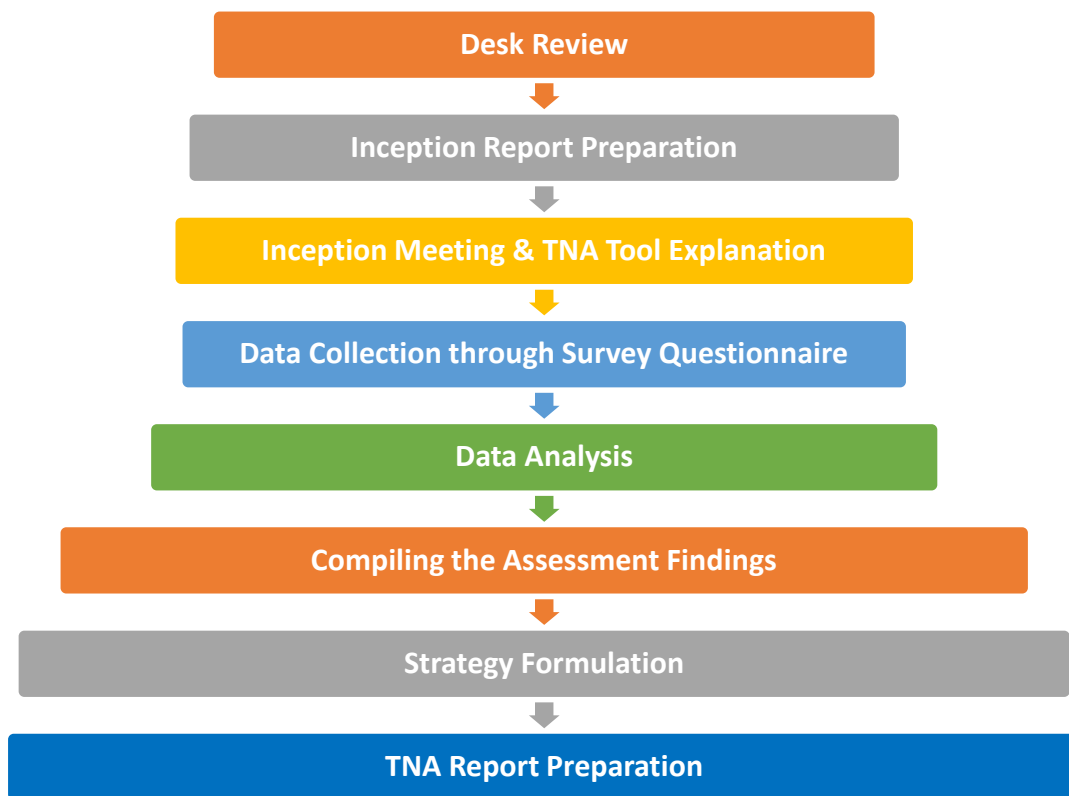 Desk Review
Inception Report Preparation
Inception Meeting & TNA Tool Explanation
Data Collection through Survey Questionnaire
Data Analysis
Compiling the Assessment Findings
Strategy Formulation
TNA Report Preparation